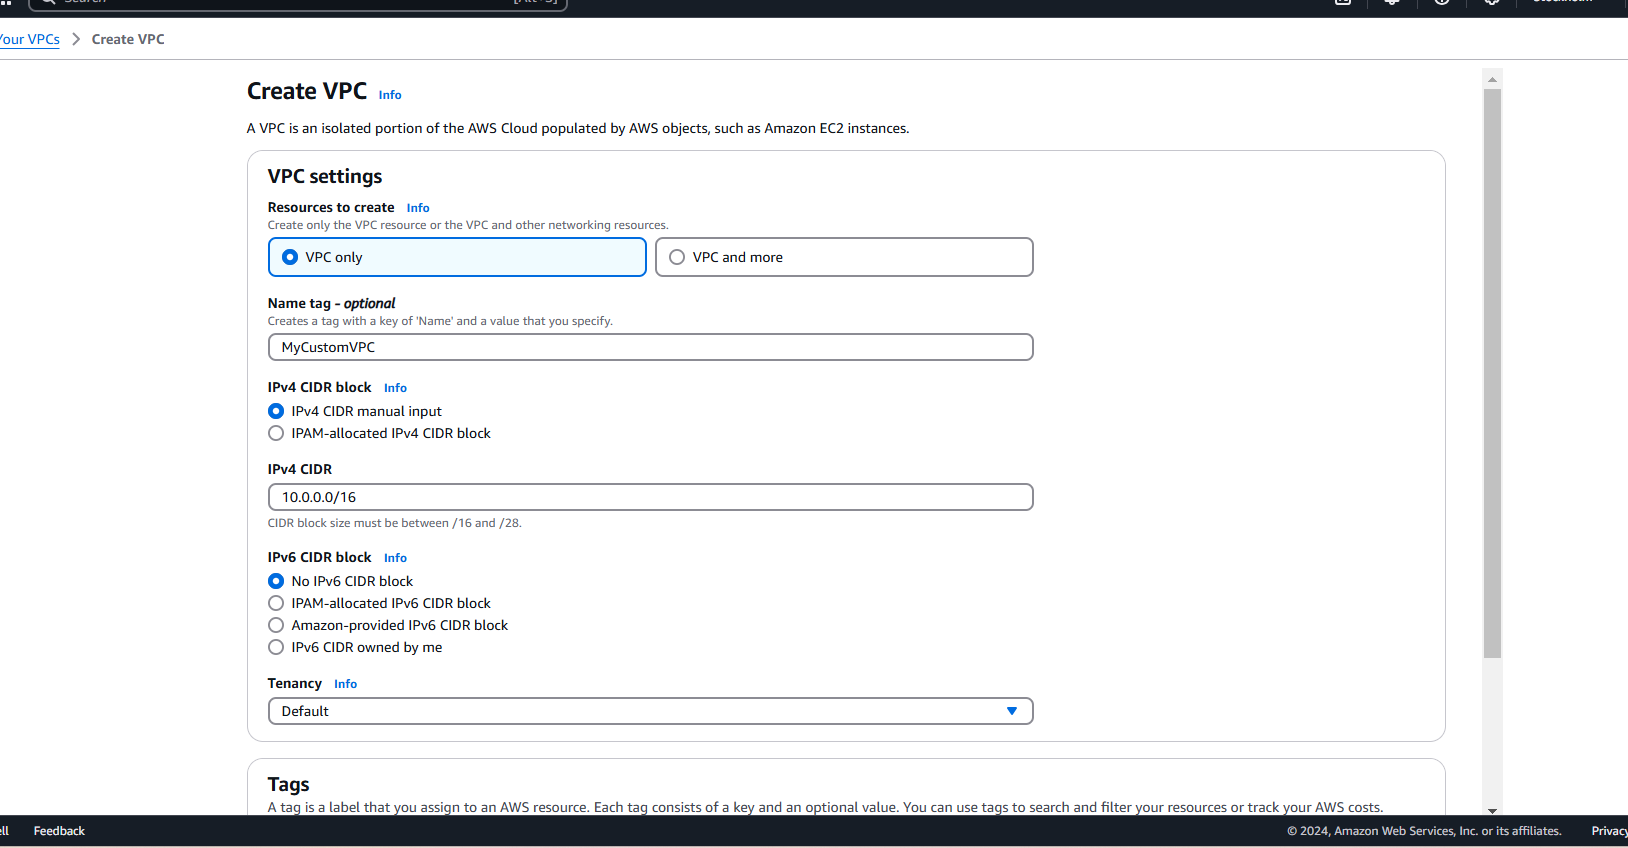 Your VPCs > Create VPC
Create VPC Info
A VPC is an isolated portion of the AWS Cloud populated by AWS objects, such as Amazon EC2 instances.
VPC settings
Resources to create Info
Create only the VPC resource or the VPC and other networking resources.
VPC only
VPC and more
Name tag - optional
Creates a tag with a key of 'Name' and a value that you specify.
MyCustomVPC
IPv4 CIDR block Info
IPv4 CIDR manual input
IPAM-allocated IPv4 CIDR block
IPv4 CIDR
10.0.0.0/16
CIDR block size must be between /16 and /28.
IPv6 CIDR block Info
No IPv6 CIDR block
IPAM-allocated IPv6 CIDR block
Amazon-provided IPv6 CIDR block
IPv6 CIDR owned by me
Tenancy Info
Default
Tags
A tag is a label that you assign to an AWS resource. Each tag consists of a key and an optional value. You can use tags to search and filter your resources or track your AWS costs.
Feedback
© 2024, Amazon Web Services, Inc. or its affiliates.
Privacy